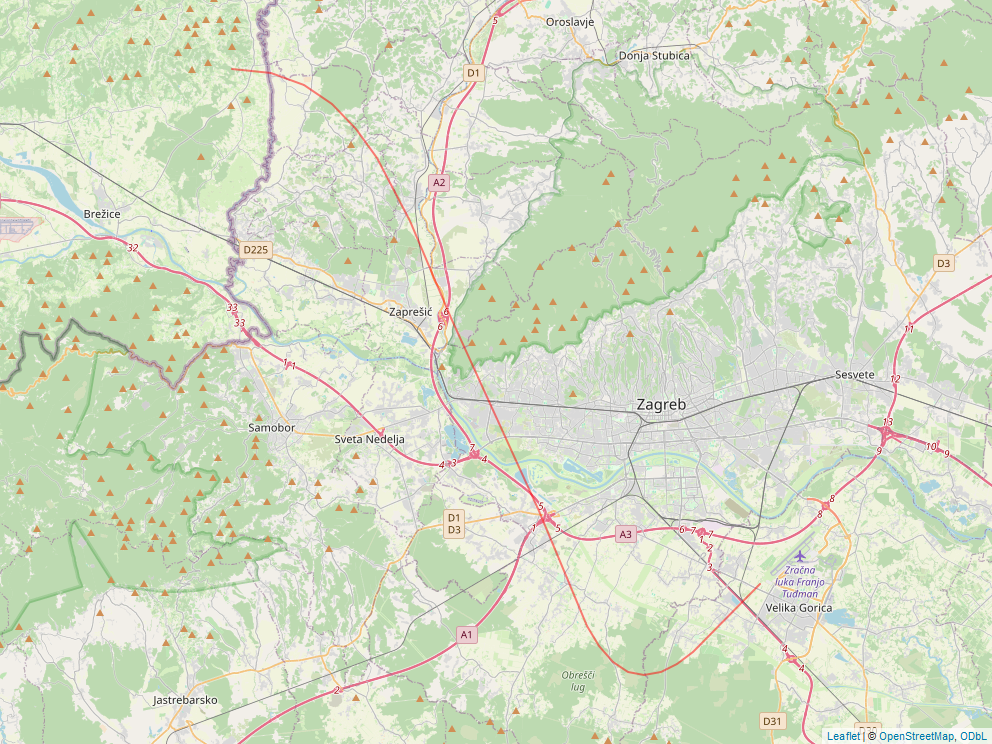 Oroslavje
5
Donja Stubica
D1
A2
Brežice
32
D225
D3
33
Zaprešić
6
6
33
11
1
1
Sesvete
12
Zagreb
Samobor
Sveta Nedelja
13
7
10
9
9
4
3
4
5
8
D1
D3
8
1
5
A3
6
7
7
1
2
3
Zračna
luka Franjo
Tuđman
Velika Gorica
A1
4
4
Obrešći
lug
2
Jastrebarsko
D31
Leaflet | © OpenStreetMap, ODbL